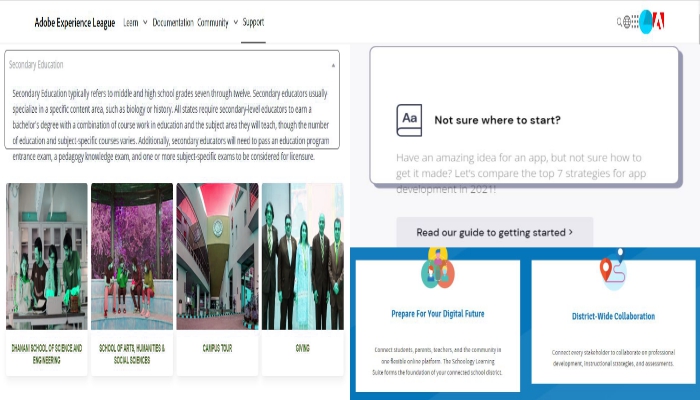 Adobe Experience League
Learn
Documentation
Community
Support
Secondary Education
Secondary Education typically refers to middle and high school grades seven through twelve. Secondary educators usually
specialize in a specific content area, such as biology or history. All states require secondary-level educators to earn a
bachelor's degree with a combination of course work in education and the subject area they will teach, though the number
of education and subject-specific courses varies. Additionally, secondary educators will need to pass an education program
entrance exam, a pedagogy knowledge exam, and one or more subject-specific exams to be considered for licensure.
Aa
Not sure where to start?
Have an amazing idea for an app, but not sure how to
get it made? Let's compare the top 7 strategies for app
development in 2021!
Read our guide to getting started >
DHANANI SCHOOL OF SCIENCE AND
ENGINEERING
SCHOOL OF ARTS, HUMANITIES &
SOCIAL SCIENCES
CAMPUS TOUR
GIVING
Prepare For Your Digital Future
Connect students, parents, teachers, and the community in
one flexible online platform. The Schoology Learning
Suite forms the foundation of your connected school district.
District-Wide Collaboration
Connect every stakeholder to collaborate on professional
development, instructional strategies, and assessments.